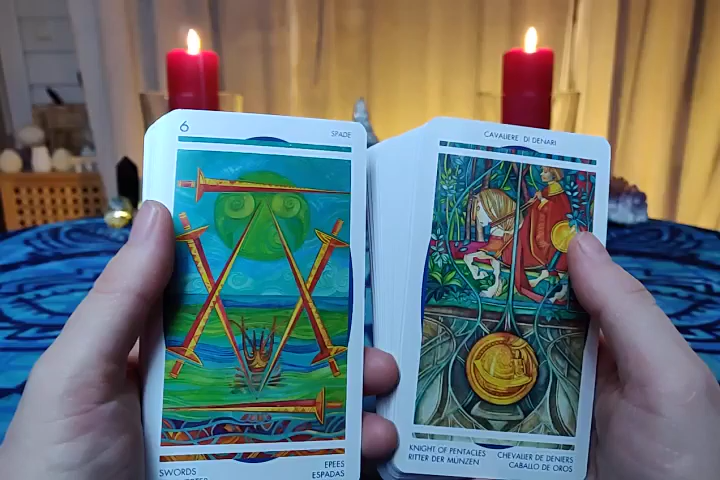 6
SPADE
SWORDS
EPEES
ESPADAS
CAVALIERE DI DENARI
KNIGHT OF PENTACLES
RITTER DER MÜNZEN
CHEVALIER DE DENIERS
CABALLO DE OROS